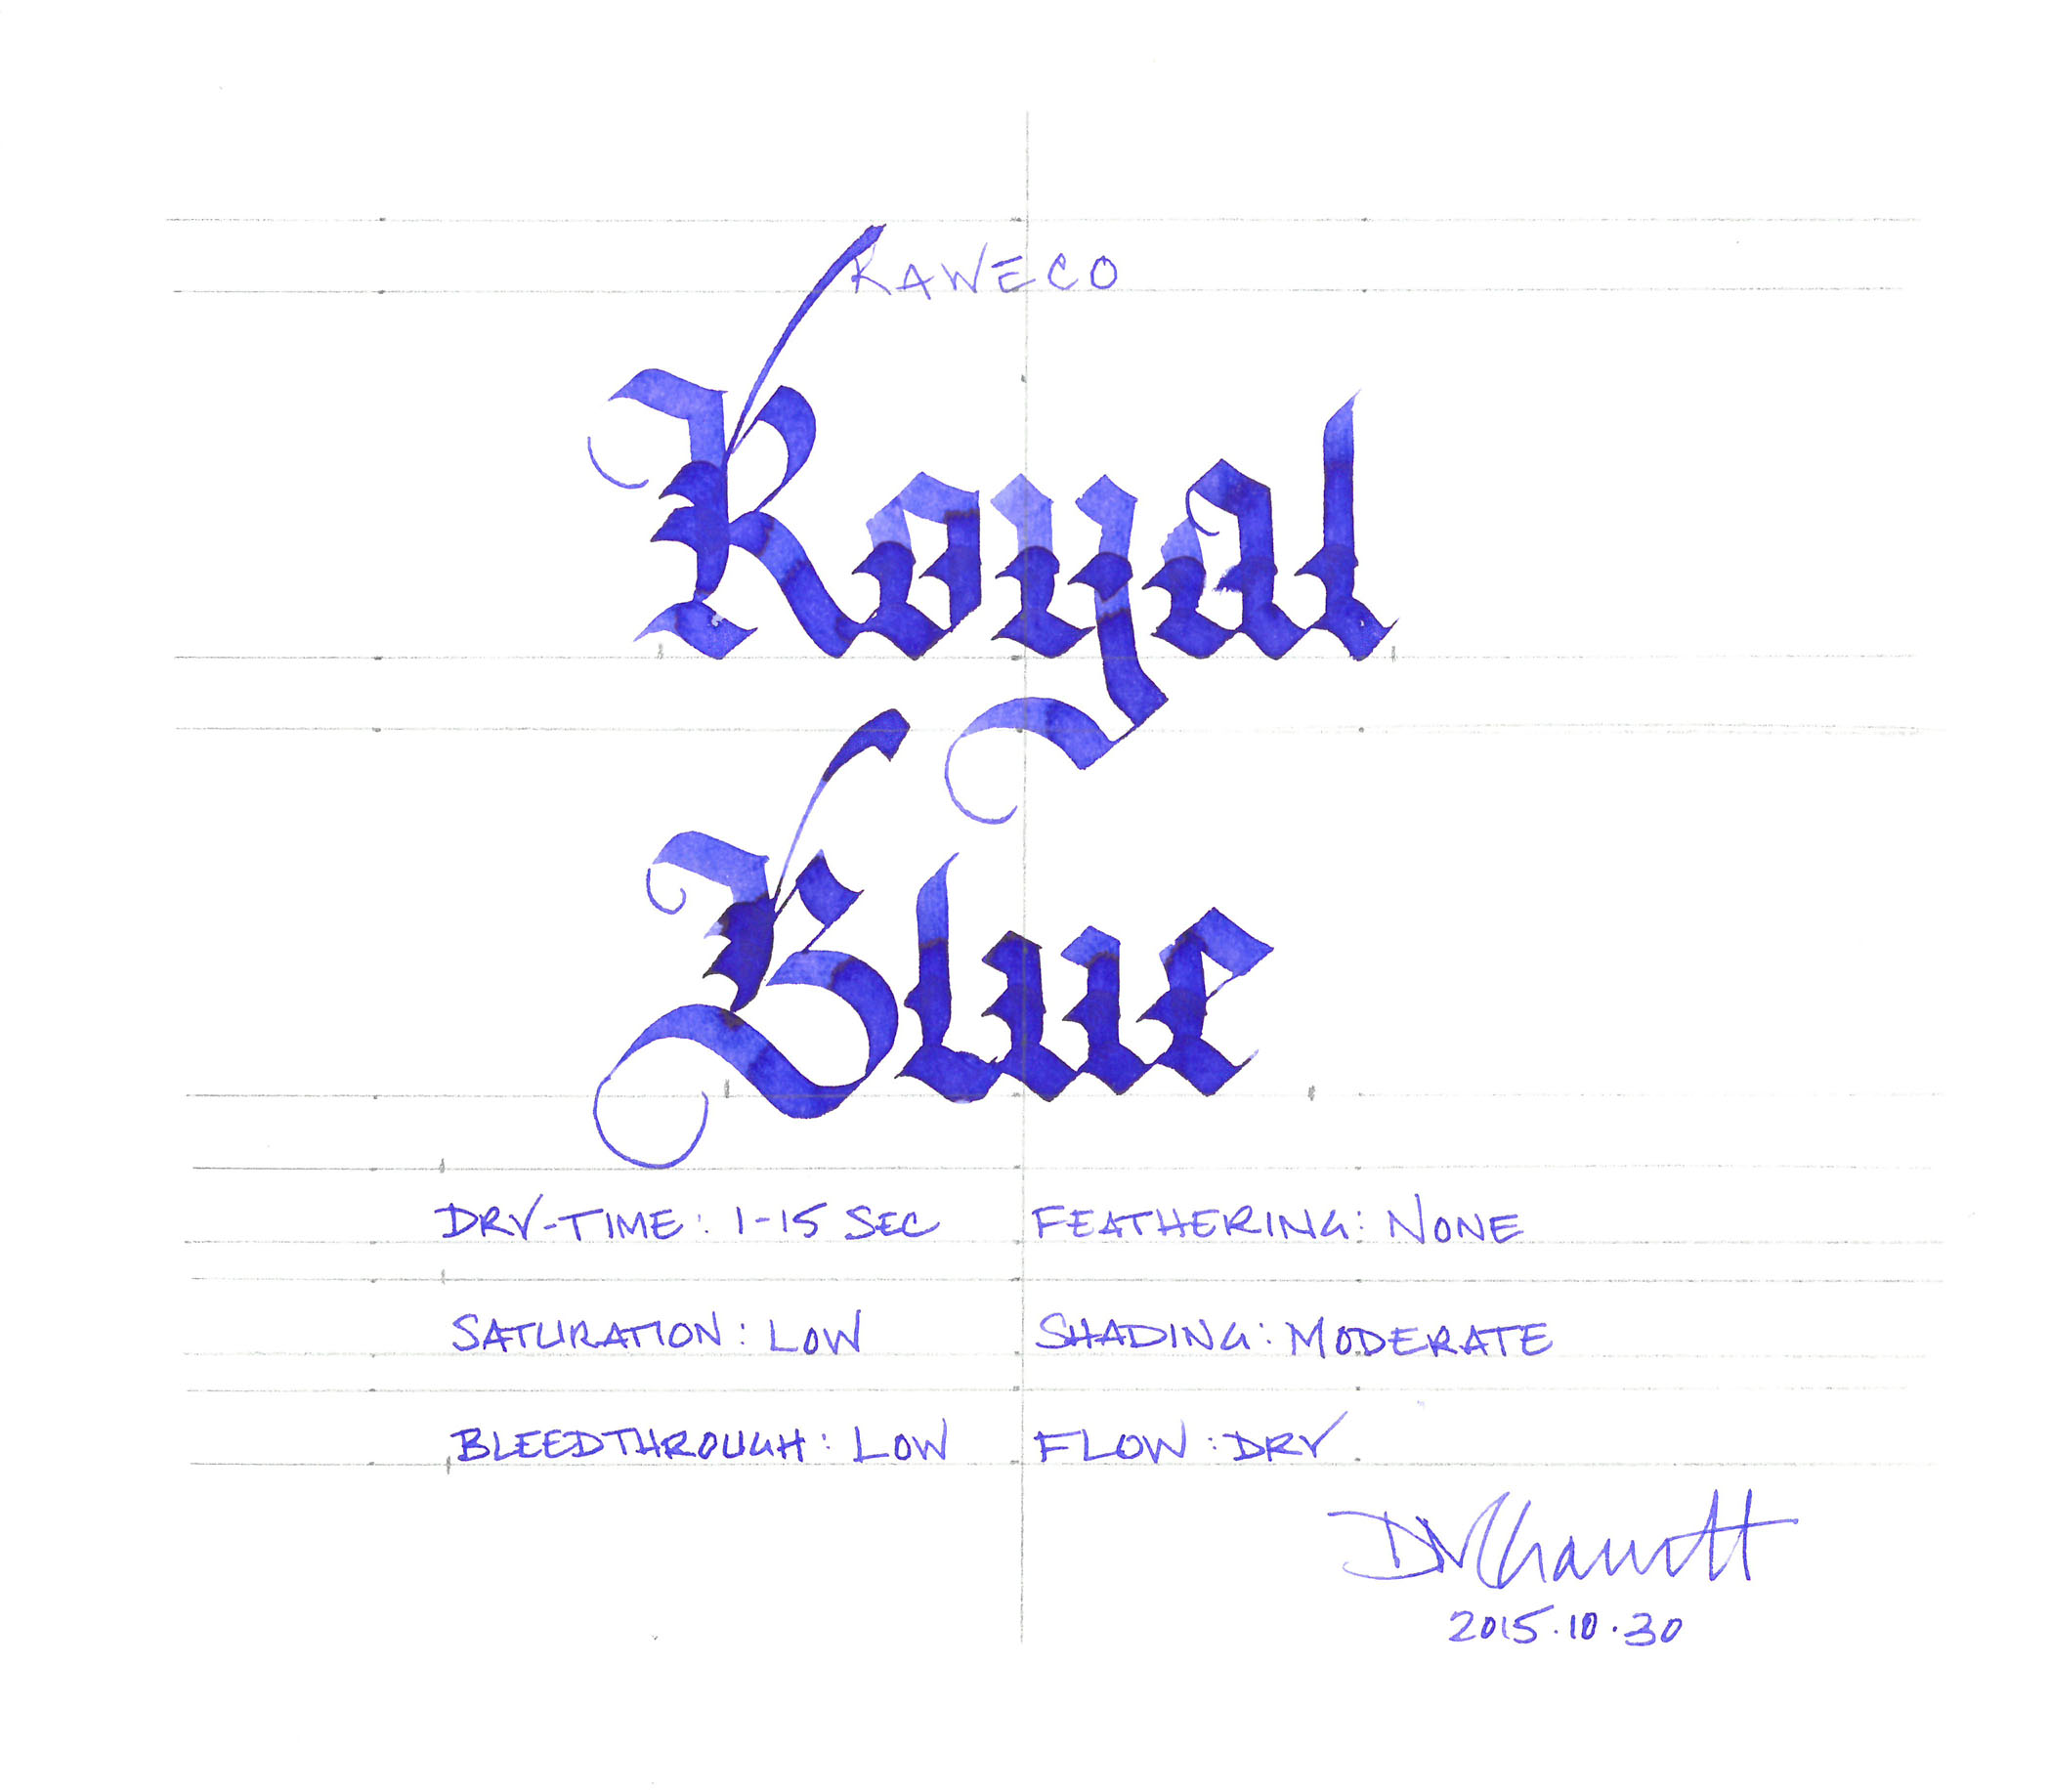 KAWECO
Royal
Blue
DRY-TIME: 1-15 SEC FEATHERING: NONE
SATURATION: LOW SHADING: MODERATE
BLEEDTHROUGH: LOW FLOW: DRY
2015.10.30